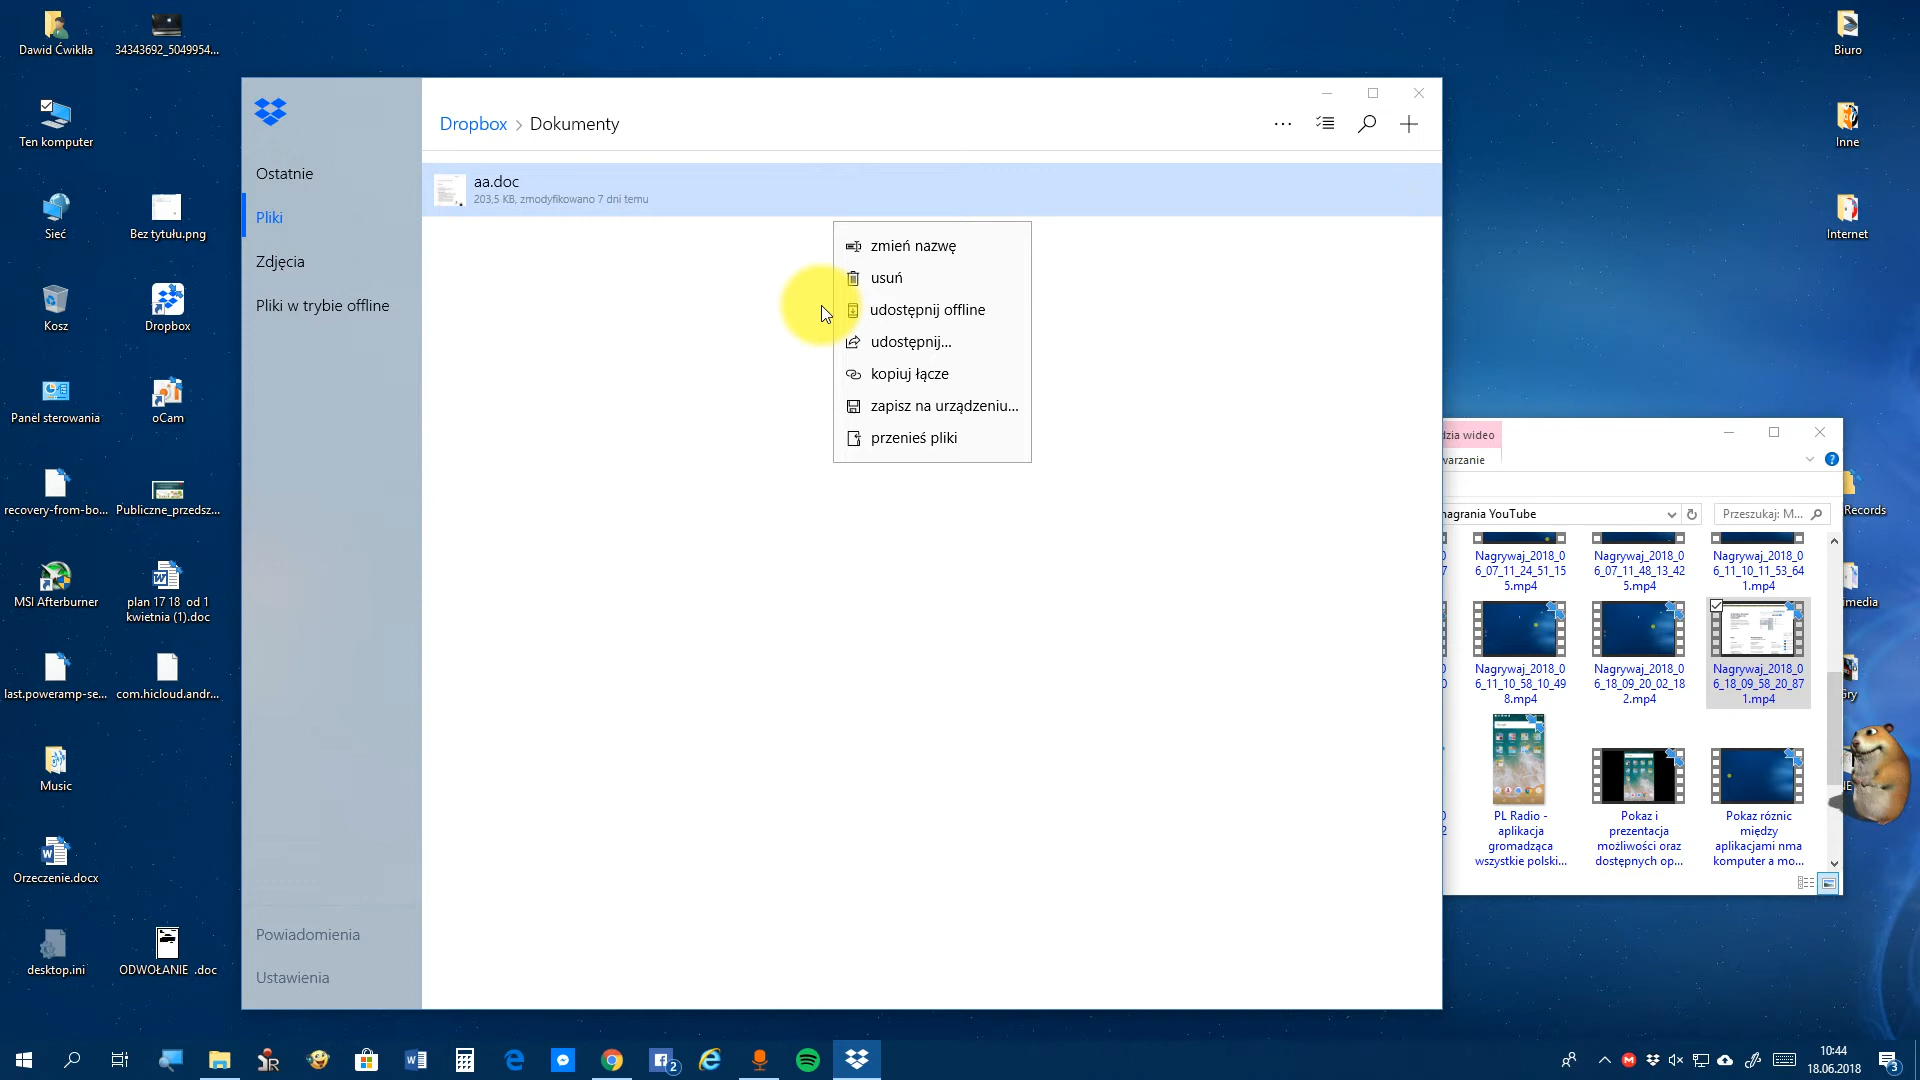 Dawid Ćwikłła
34343692_5049954...
Ten komputer
Sieć
Bez tytułu.png
Kosz
Dropbox
Panel sterowania
oCam
recovery-from-bo...
Publiczne_przedsz...
MSI Afterburner
plan 17 18  od 1
kwietnia (1).doc
last.poweramp-se...
com.hicloud.andr...
Music
Orzeczenie.docx
desktop.ini
ODWOŁANIE  .doc
Ostatnie
Pliki
Zdjęcia
Pliki w trybie offline
Powiadomienia
Ustawienia
Dropbox > Dokumenty
aa.doc
203,5 KB, zmodyfikowano 7 dni temu
zmień nazwę
usuń
udostępnij offline
udostępnij...
kopiuj łącze
zapisz na urządzeniu...
przenieś pliki
Biuro
Inne
Internet
Records
imedia
Gry
dzia wideo
warzanie
nagrania YouTube
Przeszukaj: M...
Nagrywaj_2018_0
6_07_11_24_51_15
5.mp4
Nagrywaj_2018_0
6_07_11_48_13_42
5.mp4
Nagrywaj_2018_0
6_11_10_11_53_64
1.mp4
Nagrywaj_2018_0
6_11_10_58_10_49
8.mp4
Nagrywaj_2018_0
6_18_09_20_02_18
2.mp4
Nagrywaj_2018_0
6_18_09_58_20_87
1.mp4
PL Radio -
aplikacja
gromadząca
wszystkie polski...
Pokaz i
prezentacja
możliwości oraz
dostępnych op...
Pokaz róznic
między
aplikacjami nma
komputer a mo...
2
10:44
18.06.2018
3